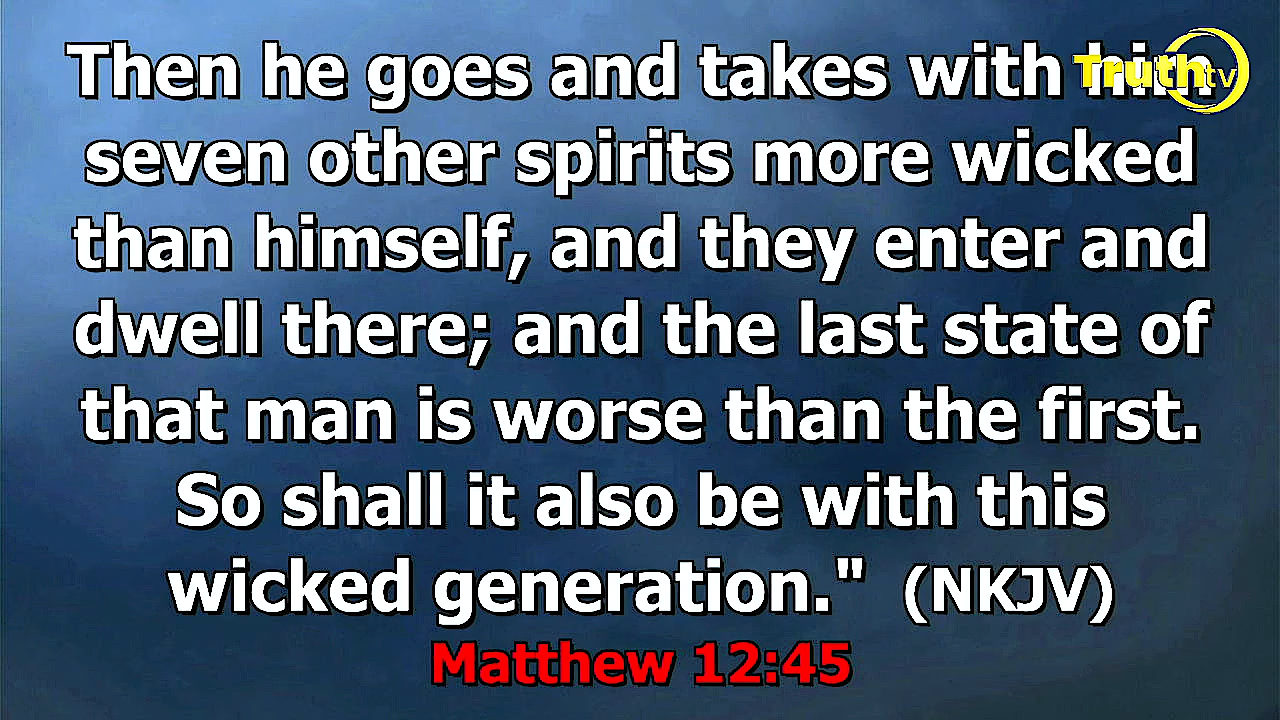 Then he goes and takes with him
seven other spirits more wicked
than himself, and they enter and
dwell there; and the last state of
that man is worse than the first.
So shall it also be with this
wicked generation." (NKJV)
Matthew 12:45
Truth tv